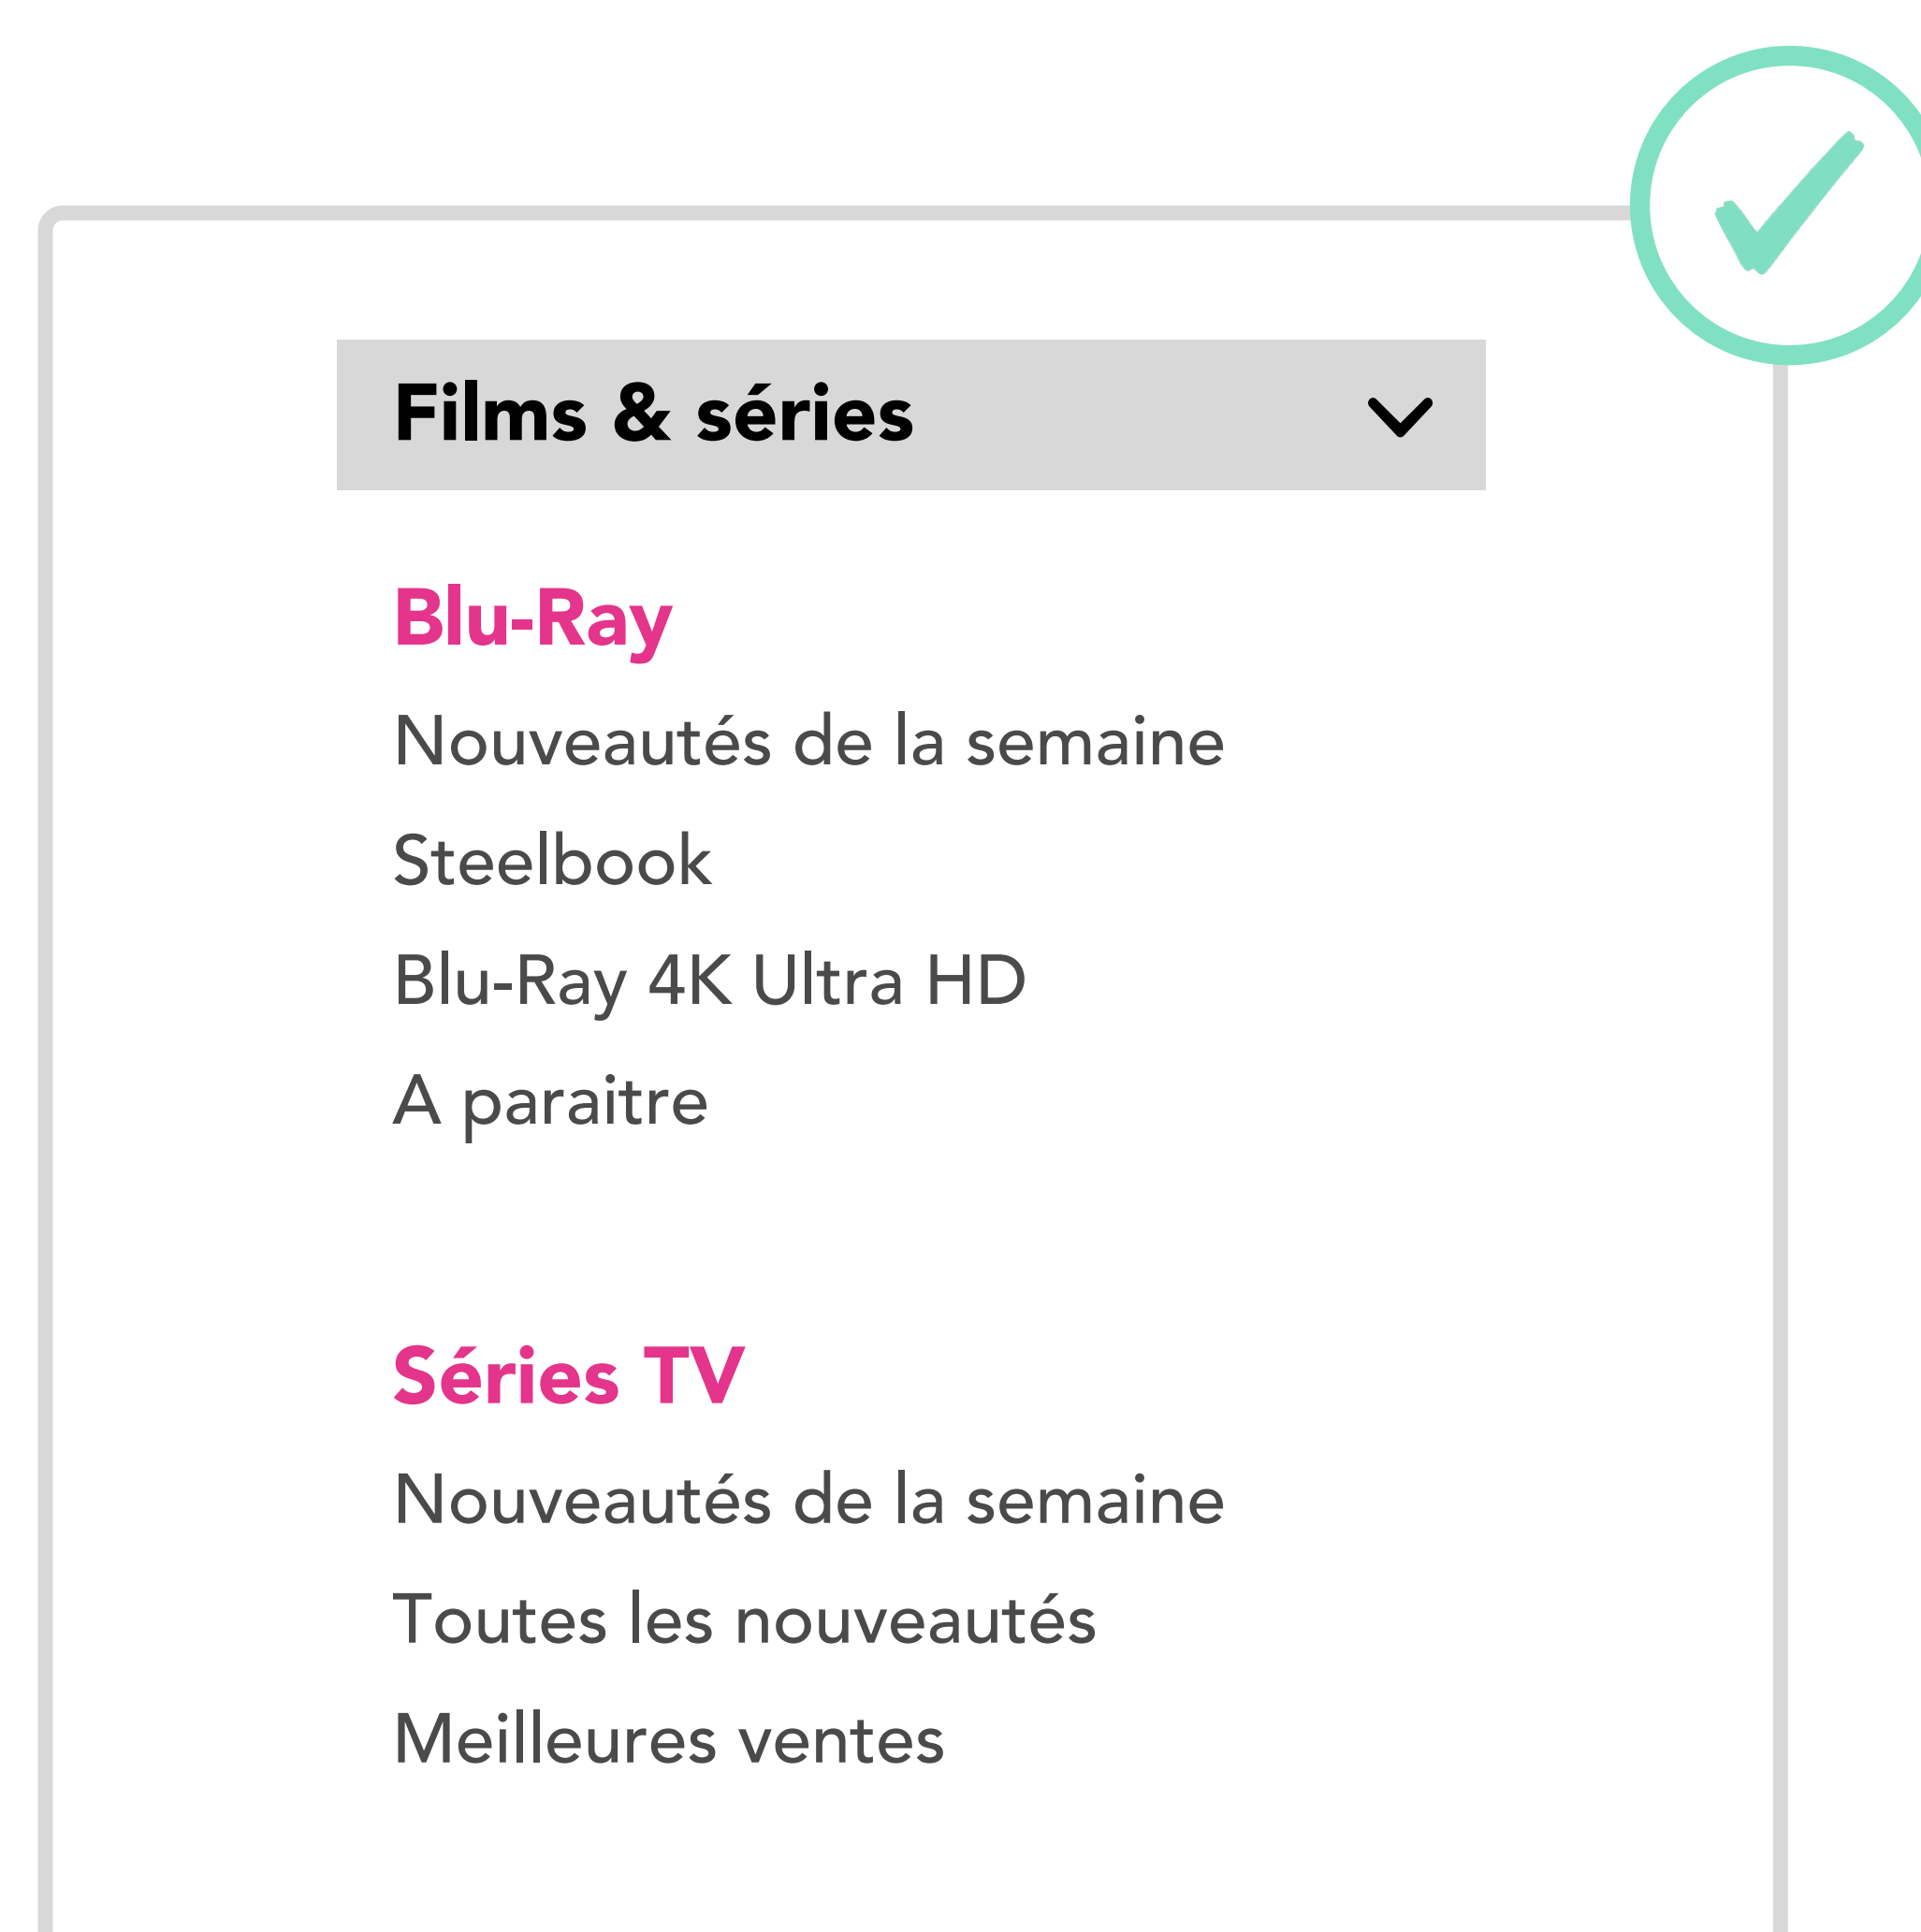 Films & séries
Blu-Ray
Nouveautés de la semaine
Steelbook
Blu-Ray 4K Ultra HD
A paraitre
Séries TV
Nouveautés de la semaine
Toutes les nouveautés
Meilleures ventes